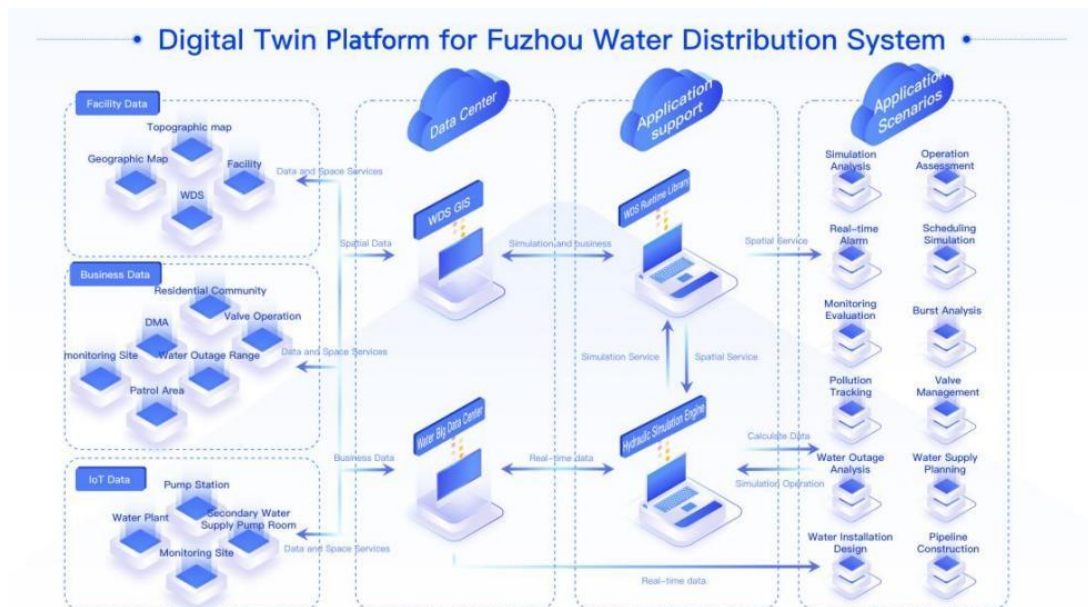 Digital Twin Platform for Fuzhou Water Distribution System
Facility Data
Topographic map
Geographic Map
Facility
WDS
Data and Space Services
Spatial Data
Business Data
Residential Community
DMA
Valve Operation
monitoring Site
Water Outage Range
Patrol Area
Data and Space Services
Business Data
IoT Data
Pump Station
Water Plant
Secondary Water
Supply Pump Room
Monitoring Site
Data and Space Services
Data Center
WDS GIS
Simulation and business
Water Big Data Center
Real-time data
Real-time data
Application
support
WDS Runtime Library
Spatial Service
Simulation Service
Spatial Service
Hydraulic Simulation Engine
Calculate Data
Simulation Operation
Application
Scenarios
Simulation
Analysis
Operation
Assessment
Real-time
Alarm
Scheduling
Simulation
Monitoring
Evaluation
Burst Analysis
Pollution
Tracking
Valve
Management
Water Outage
Analysis
Water Supply
Planning
Water Installation
Design
Pipeline
Construction